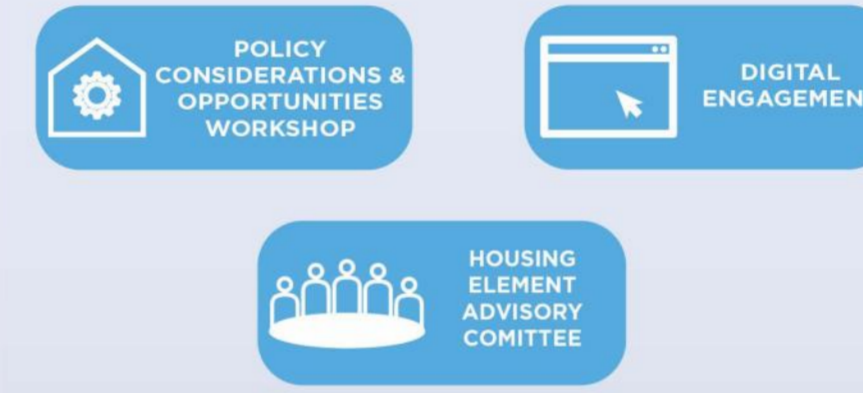 POLICY
CONSIDERATIONS &
OPPORTUNITIES
WORKSHOP
DIGITAL
ENGAGEMEN
HOUSING
ELEMENT
ADVISORY
COMITTEE